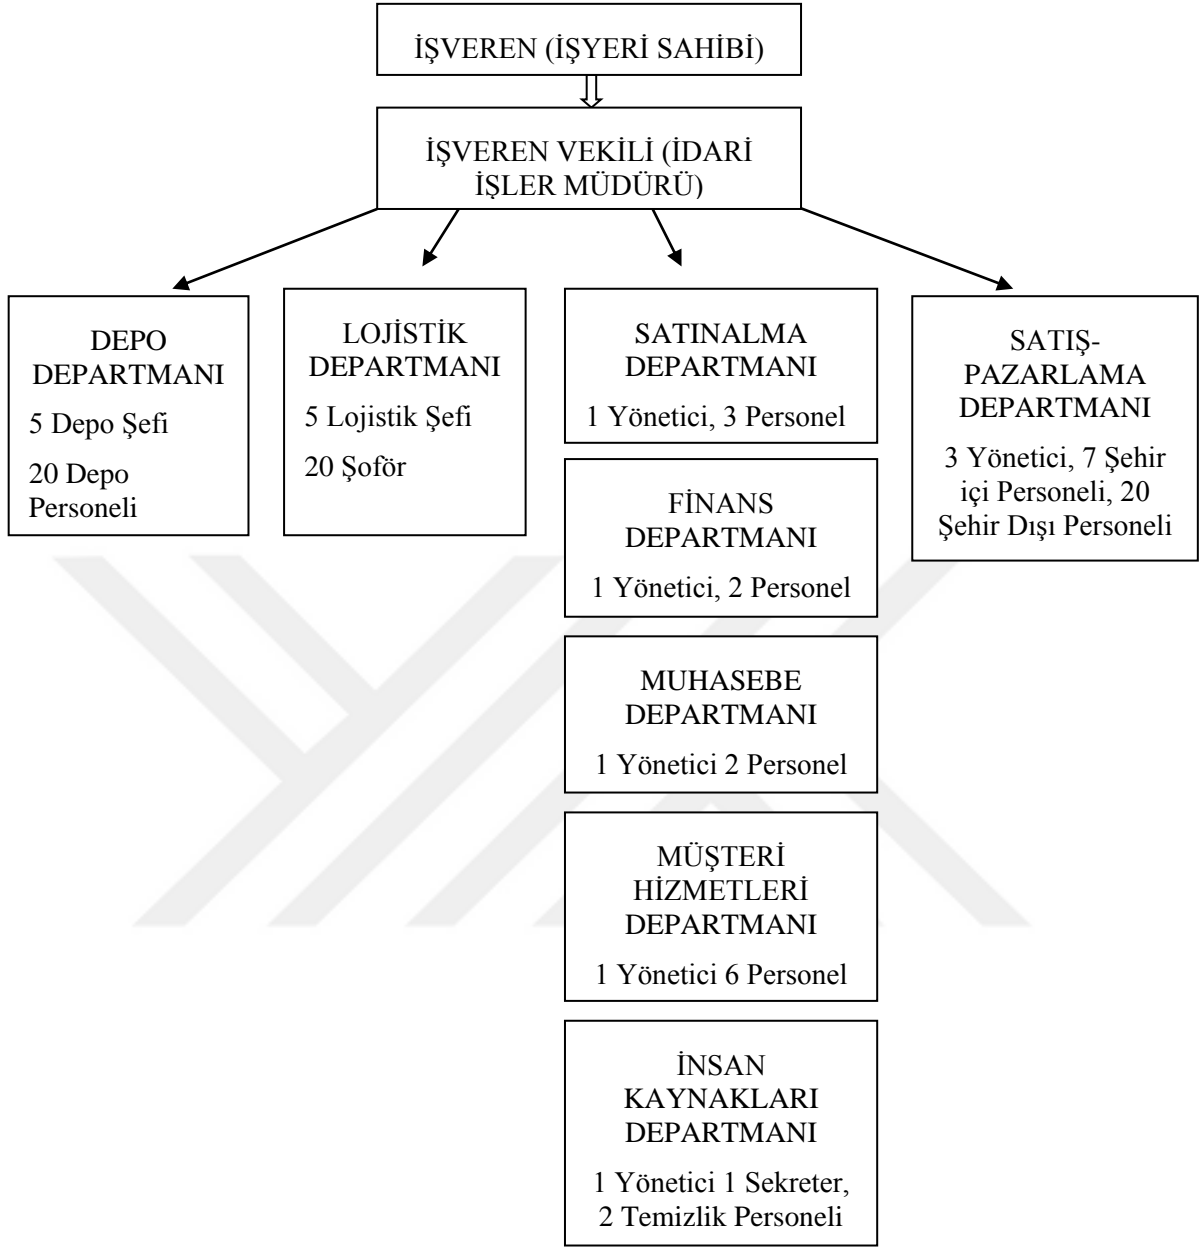 İŞVEREN (İŞYERİ SAHİBİ)
İŞVEREN VEKİLİ (İDARİ
İŞLER MÜDÜRÜ)
DEPO
DEPARTMANI
5 Depo Şefi
20 Depo
Personeli
LOJİSTİK
DEPARTMANI
5 Lojistik Şefi
20 Şoför
SATINALMA
DEPARTMANI
1 Yönetici, 3 Personel
FİNANS
DEPARTMANI
1 Yönetici, 2 Personel
MUHASEBE
DEPARTMANI
1 Yönetici 2 Personel
MÜŞTERİ
HİZMETLERİ
DEPARTMANI
1 Yönetici 6 Personel
İNSAN
KAYNAKLARI
DEPARTMANI
1 Yönetici 1 Sekreter,
2 Temizlik Personeli
SATIŞ-
PAZARLAMA
DEPARTMANI
3 Yönetici, 7 Şehir
içi Personeli, 20
Şehir Dışı Personeli